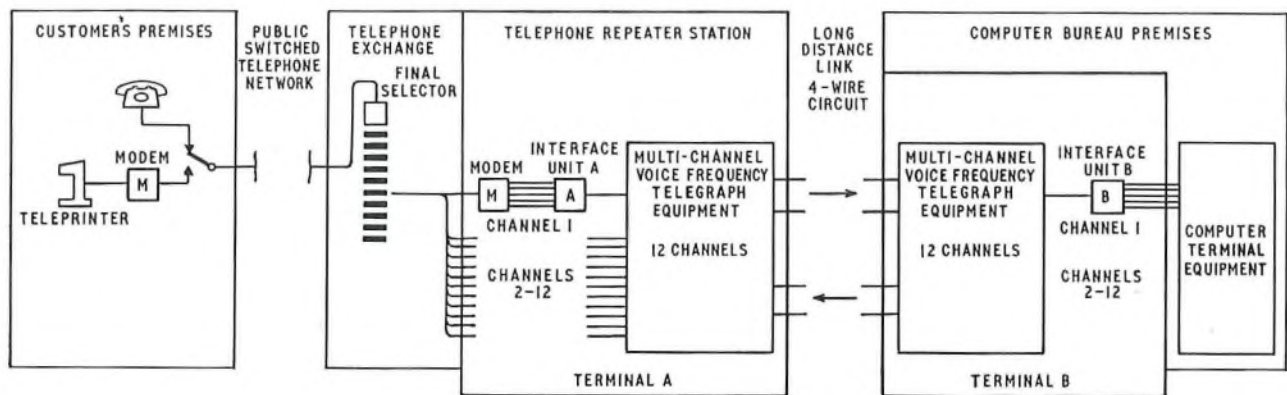 CUSTOMER'S PREMISES
MODEM
M
TELEPRINTER
PUBLIC
SWITCHED
TELEPHONE
NETWORK
TELEPHONE
EXCHANGE
FINAL
SELECTOR
TELEPHONE REPEATER STATION
MODEM
M
INTERFACE
UNIT A
A
CHANNEL 1
CHANNELS
2-12
MULTI-CHANNEL
VOICE FREQUENCY
TELEGRAPH
EQUIPMENT
12 CHANNELS
TERMINAL A
LONG
DISTANCE
LINK
4-WIRE
CIRCUIT
COMPUTER BUREAU PREMISES
MULTI-CHANNEL
VOICE FREQUENCY
TELEGRAPH
EQUIPMENT
12 CHANNELS
INTERFACE
UNIT B
B
CHANNEL 1
CHANNELS
2-12
TERMINAL B
COMPUTER
TERMINAL
EQUIPMENT